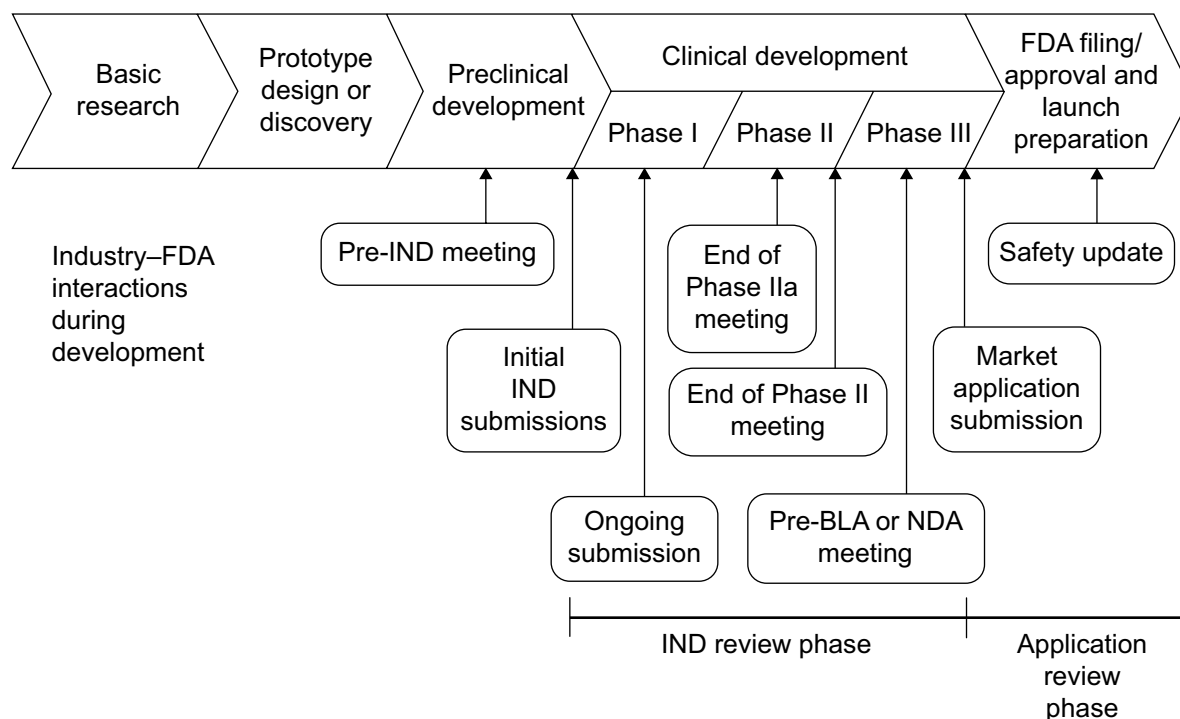 Basic
research
Prototype
design or
discovery
Preclinical
development
Clinical development
Phase I
Phase II
Phase III
FDA filing/
approval and
launch
preparation
Industry–FDA
interactions
during
development
Pre-IND meeting
Initial
IND
submissions
Ongoing
submission
End of
Phase IIa
meeting
End of Phase II
meeting
Pre-BLA or NDA
meeting
Market
application
submission
Safety update
IND review phase
Application
review
phase